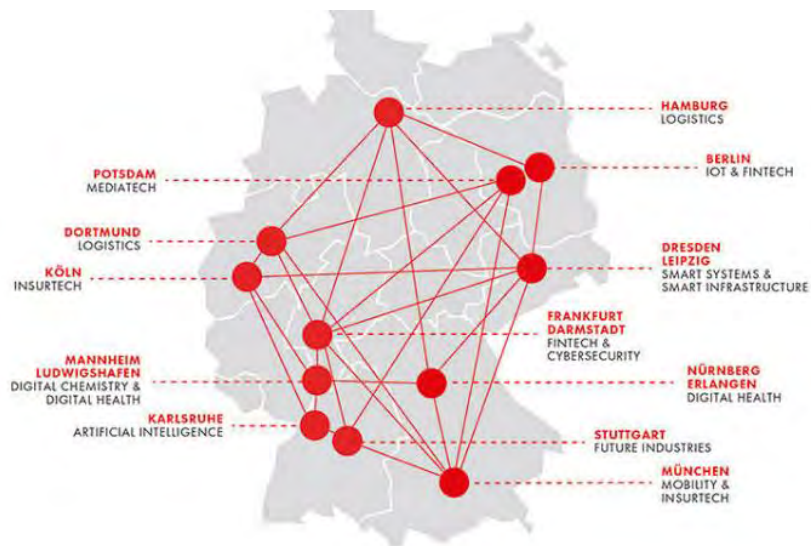 HAMBURG
LOGISTICS
BERLIN
IOT & FINTECH
POTSDAM
MEDIATECH
DORTMUND
LOGISTICS
DRESDEN
LEIPZIG
SMART SYSTEMS &
SMART INFRASTRUCTURE
KÖLN
INSURTECH
FRANKFURT
DARMSTADT
FINTECH &
CYBERSECURITY
MANNHEIM
LUDWIGSHAFEN
DIGITAL CHEMISTRY &
DIGITAL HEALTH
NÜRNBERG
ERLANGEN
DIGITAL HEALTH
KARLSRUHE
ARTIFICIAL INTELLIGENCE
STUTTGART
FUTURE INDUSTRIES
MÜNCHEN
MOBILITY &
INSURTECH